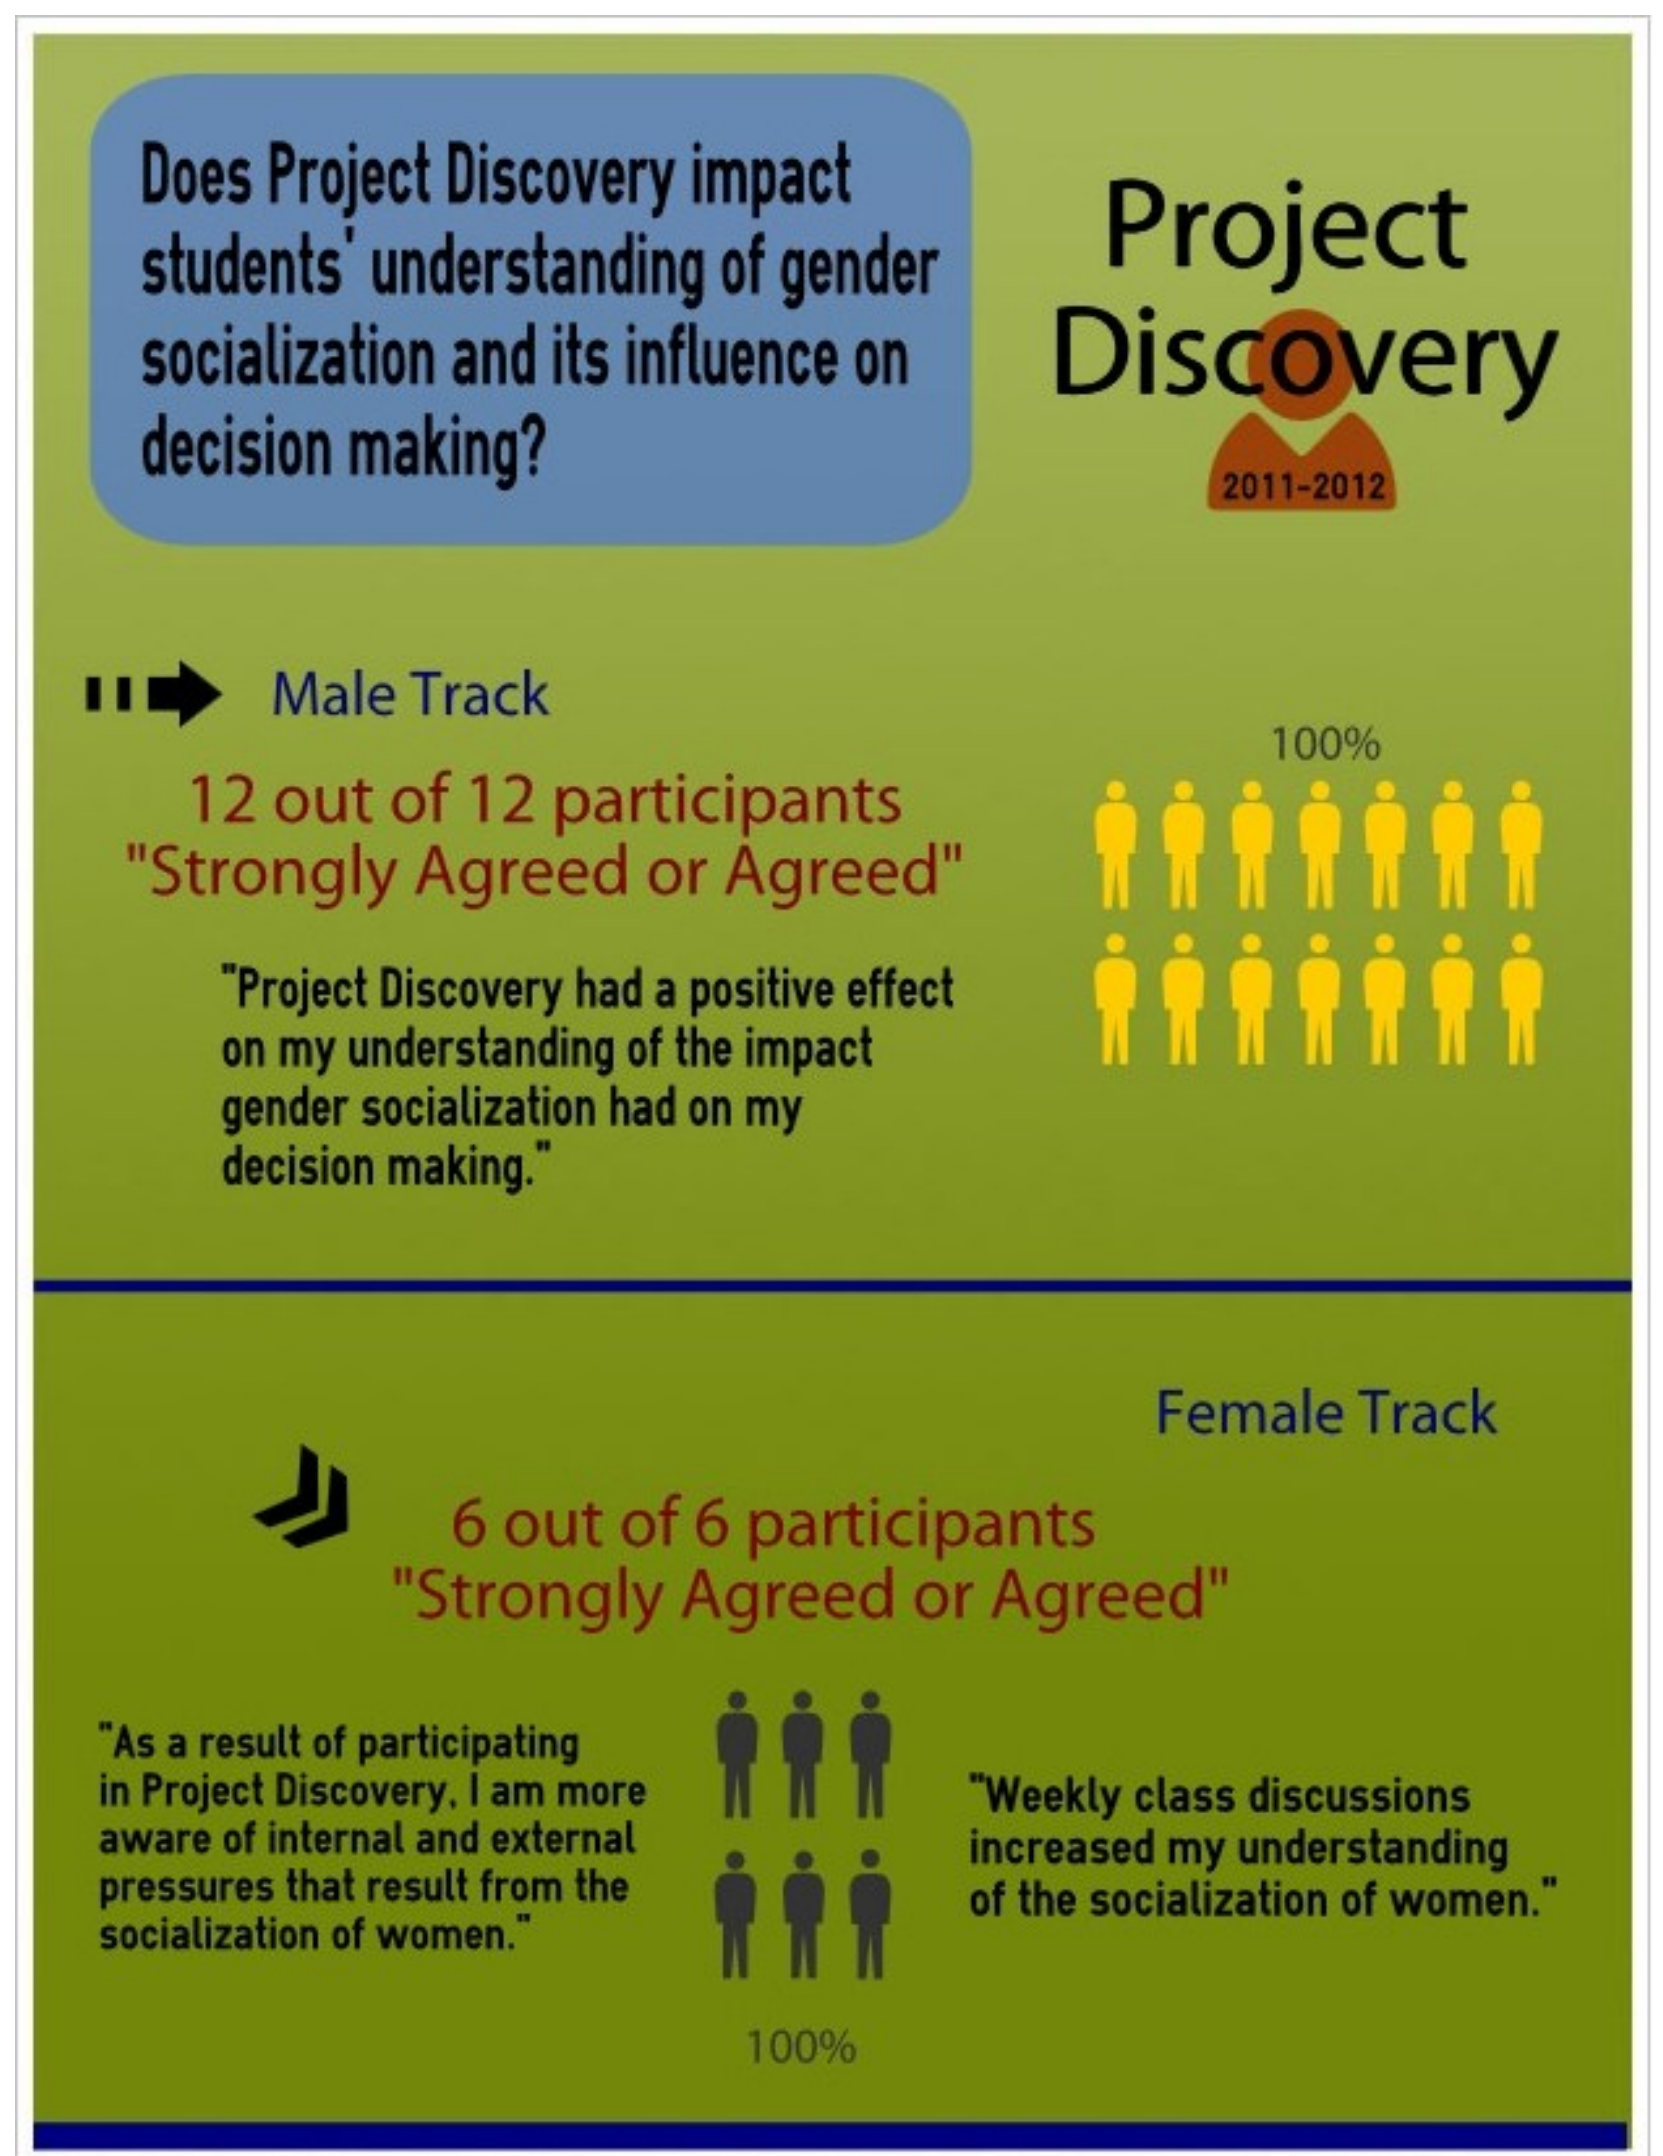 Does Project Discovery impact
students' understanding of gender
socialization and its influence on
decision making?
Project
Discovery
2011-2012
Male Track
12 out of 12 participants
"Strongly Agreed or Agreed"
100%
"Project Discovery had a positive effect
on my understanding of the impact
gender socialization had on my
decision making."
Female Track
6 out of 6 participants
"Strongly Agreed or Agreed"
"As a result of participating
in Project Discovery, I am more
aware of internal and external
pressures that result from the
socialization of women."
"Weekly class discussions
increased my understanding
of the socialization of women."
100%